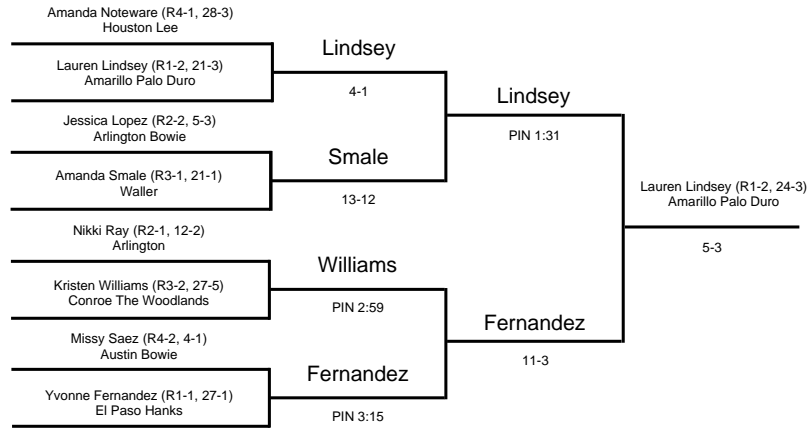 Amanda Noteware (R4-1, 28-3)
Houston Lee
Lauren Lindsey (R1-2, 21-3)
Amarillo Palo Duro
Jessica Lopez (R2-2, 5-3)
Arlington Bowie
Amanda Smale (R3-1, 21-1)
Waller
Nikki Ray (R2-1, 12-2)
Arlington
Kristen Williams (R3-2, 27-5)
Conroe The Woodlands
Missy Saez (R4-2, 4-1)
Austin Bowie
Yvonne Fernandez (R1-1, 27-1)
El Paso Hanks
Lindsey
4-1
Smale
13-12
Williams
PIN 2:59
Fernandez
PIN 3:15
Lindsey
PIN 1:31
Fernandez
11-3
Lauren Lindsey (R1-2, 24-3)
Amarillo Palo Duro
5-3